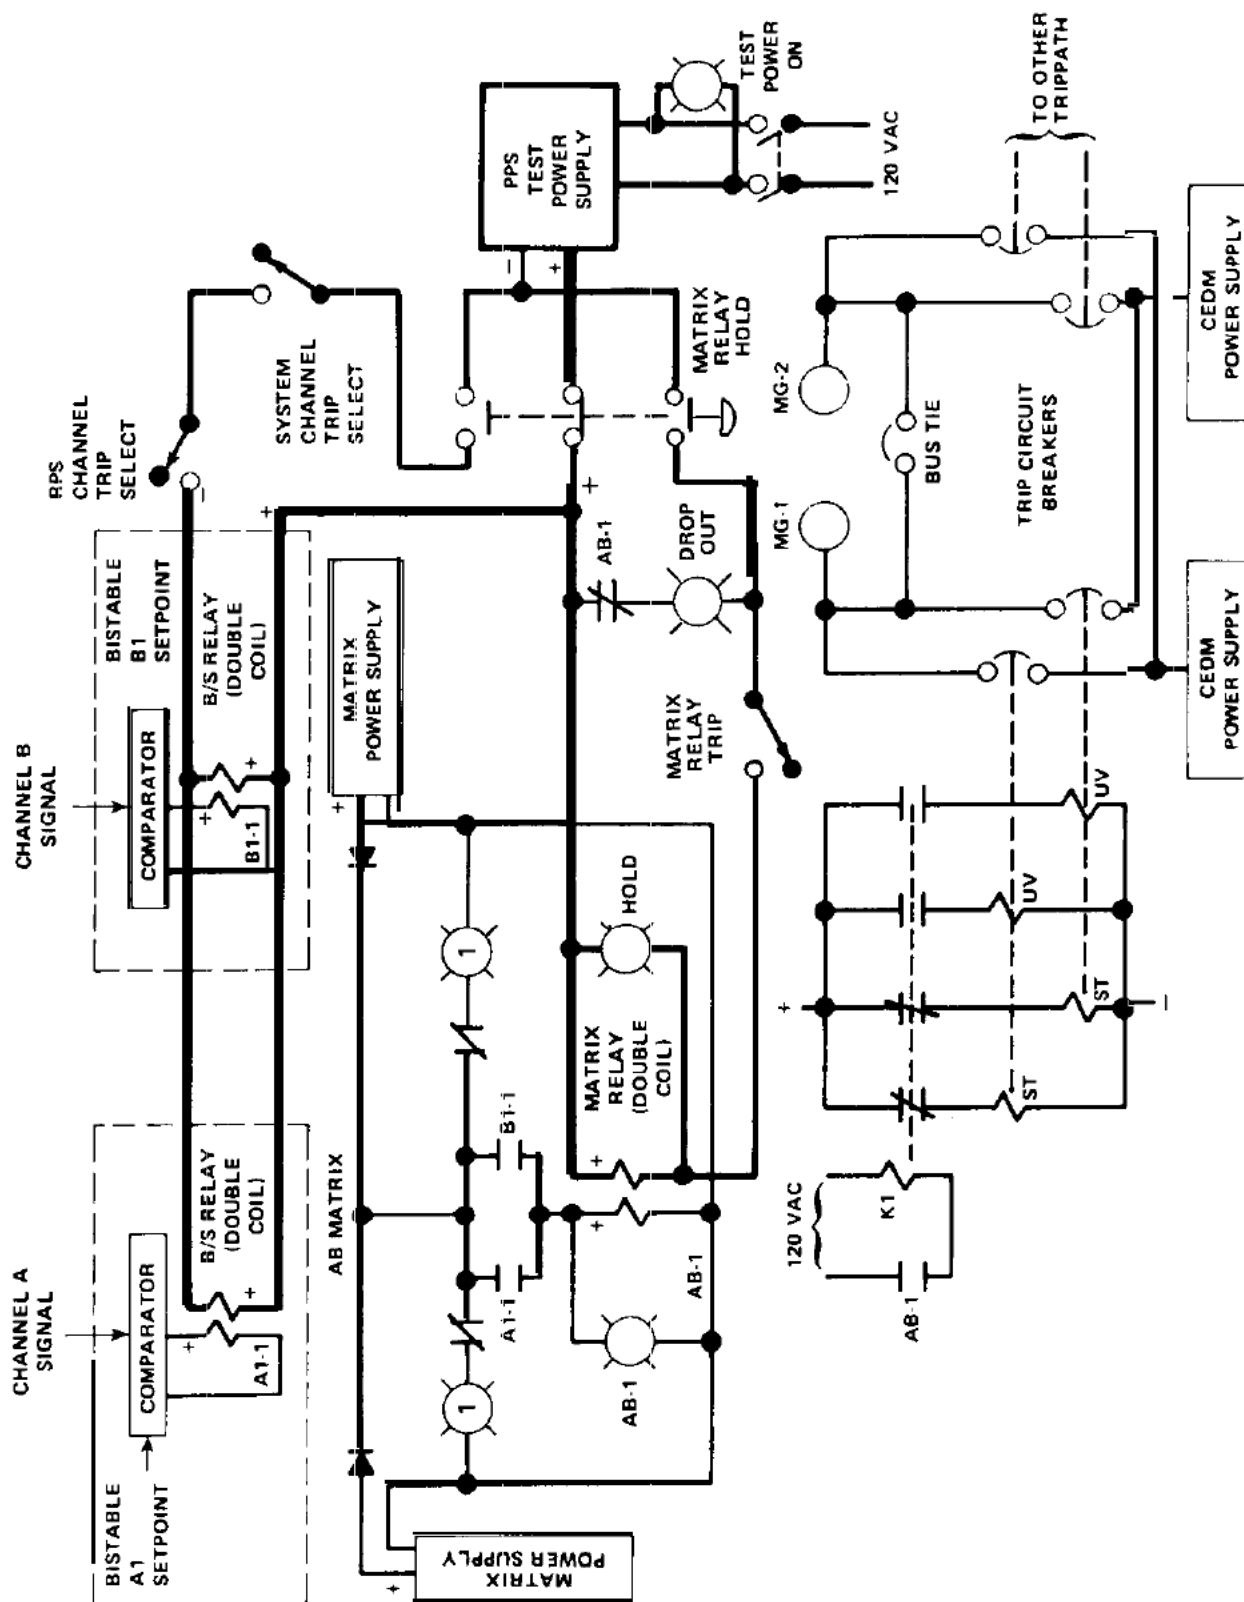 CHANNEL A
SIGNAL
BISTABLE
A1
SETPOINT
COMPARATOR
+
A1-1
B/S RELAY
(DOUBLE
COIL)
+
CHANNEL B
SIGNAL
BISTABLE
B1
SETPOINT
COMPARATOR
+
B1-1
B/S RELAY
(DOUBLE
COIL)
+
−
+
RPS
CHANNEL
TRIP
SELECT
SYSTEM
CHANNEL
TRIP
SELECT
PPS
TEST
POWER
SUPPLY
−
+
TEST
POWER
ON
120 VAC
MATRIX
RELAY
HOLD
+
MATRIX
POWER SUPPLY
+
AB MATRIX
MATRIX
POWER SUPPLY
+
1
1
A1-1
B1-1
AB-1
+
AB-1
MATRIX
RELAY
(DOUBLE
COIL)
+
HOLD
AB-1
DROP
OUT
MATRIX
RELAY
TRIP
120 VAC
AB-1
K1
+
−
ST
ST
UV
UV
MG-1
MG-2
BUS TIE
TRIP CIRCUIT
BREAKERS
TO OTHER
TRIPPATH
CEDM
POWER SUPPLY
CEDM
POWER SUPPLY